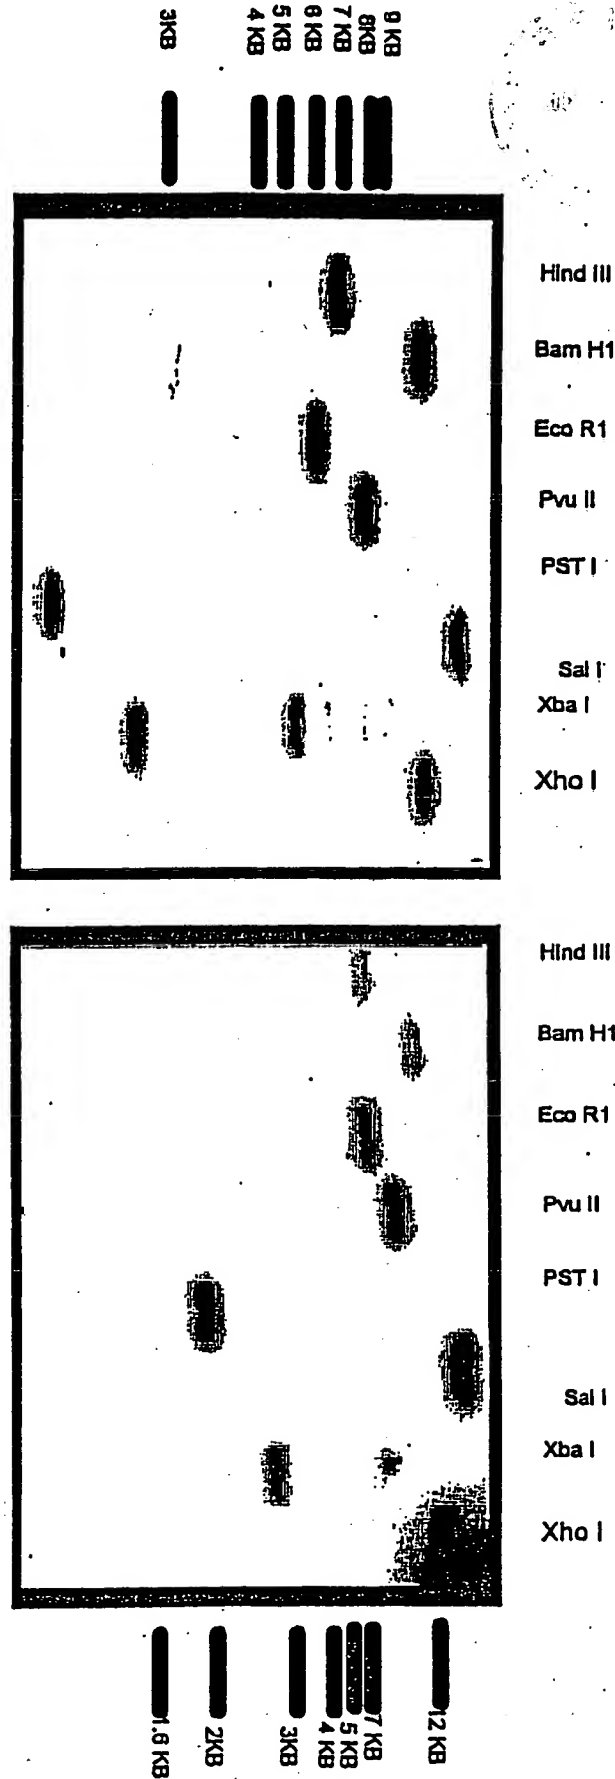 3KB
4 KB
5 KB
6 KB
7 KB
8KB
9 KB
Hind III
Bam H1
Eco R1
Pvu II
PST I
Sal I
Xba I
Xho I
Hind III
Bam H1
Eco R1
Pvu II
PST I
Sal I
Xba I
Xho I
1.6 KB
2KB
3KB
4 KB
5 KB
7 KB
12 KB